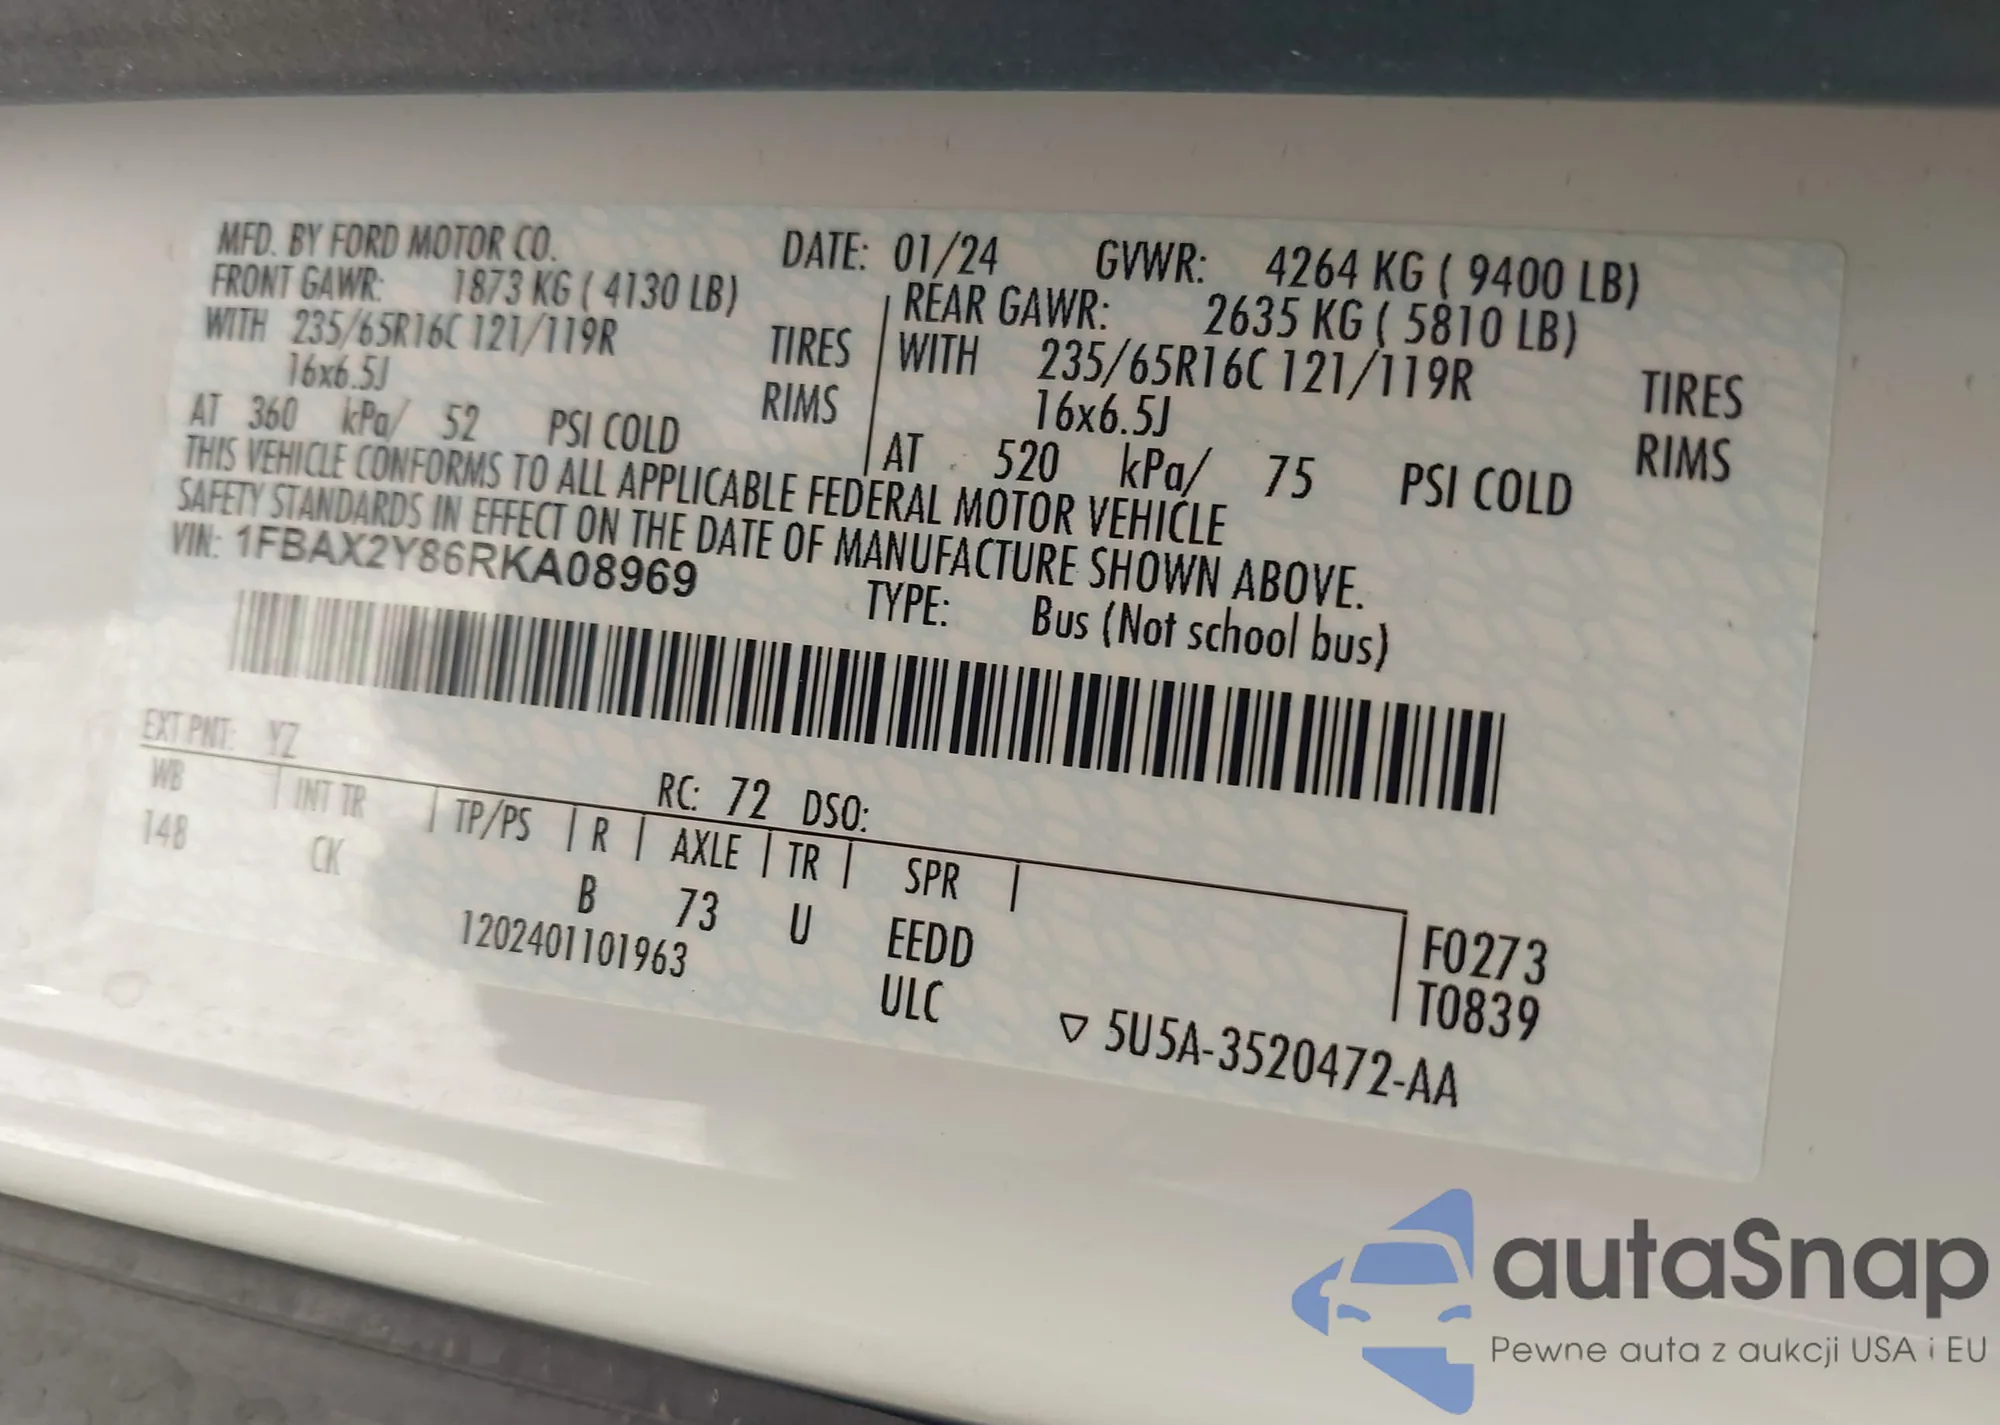 MFD. BY FORD MOTOR CO. DATE: 01/24 GVWR: 4264 KG ( 9400 LB)
FRONT GAWR: 1873 KG ( 4130 LB) REAR GAWR: 2635 KG ( 5810 LB)
WITH 235/65R16C 121/119R TIRES WITH 235/65R16C 121/119R TIRES
16x6.5J RIMS 16x6.5J RIMS
AT 360 kPa/ 52 PSI COLD AT 520 kPa/ 75 PSI COLD
THIS VEHICLE CONFORMS TO ALL APPLICABLE FEDERAL MOTOR VEHICLE
SAFETY STANDARDS IN EFFECT ON THE DATE OF MANUFACTURE SHOWN ABOVE.
VIN: 1FBAX2Y86RKA08969 TYPE: Bus (Not school bus)
EXT PNT: YZ RC: 72 DSO:
WB INT TR TP/PS R AXLE TR SPR
148 CK B 73 U EEDD F0273
1202401101963 ULC T0839
▽ 5U5A-3520472-AA
autaSnap
Pewne auta z aukcji USA i EU